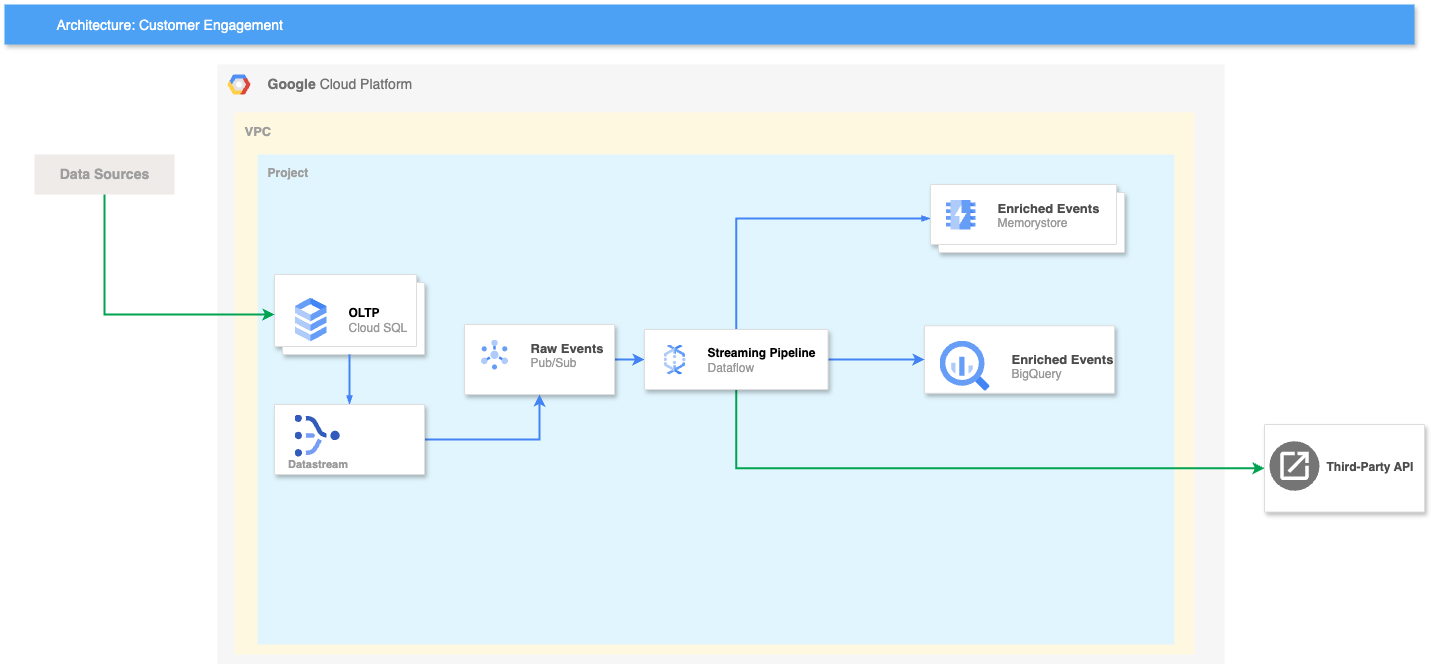 Architecture: Customer Engagement
Google Cloud Platform
VPC
Data Sources
Project
Enriched Events
Memorystore
OLTP
Cloud SQL
Raw Events
Pub/Sub
Streaming Pipeline
Dataflow
Enriched Events
BigQuery
Datastream
Third-Party API